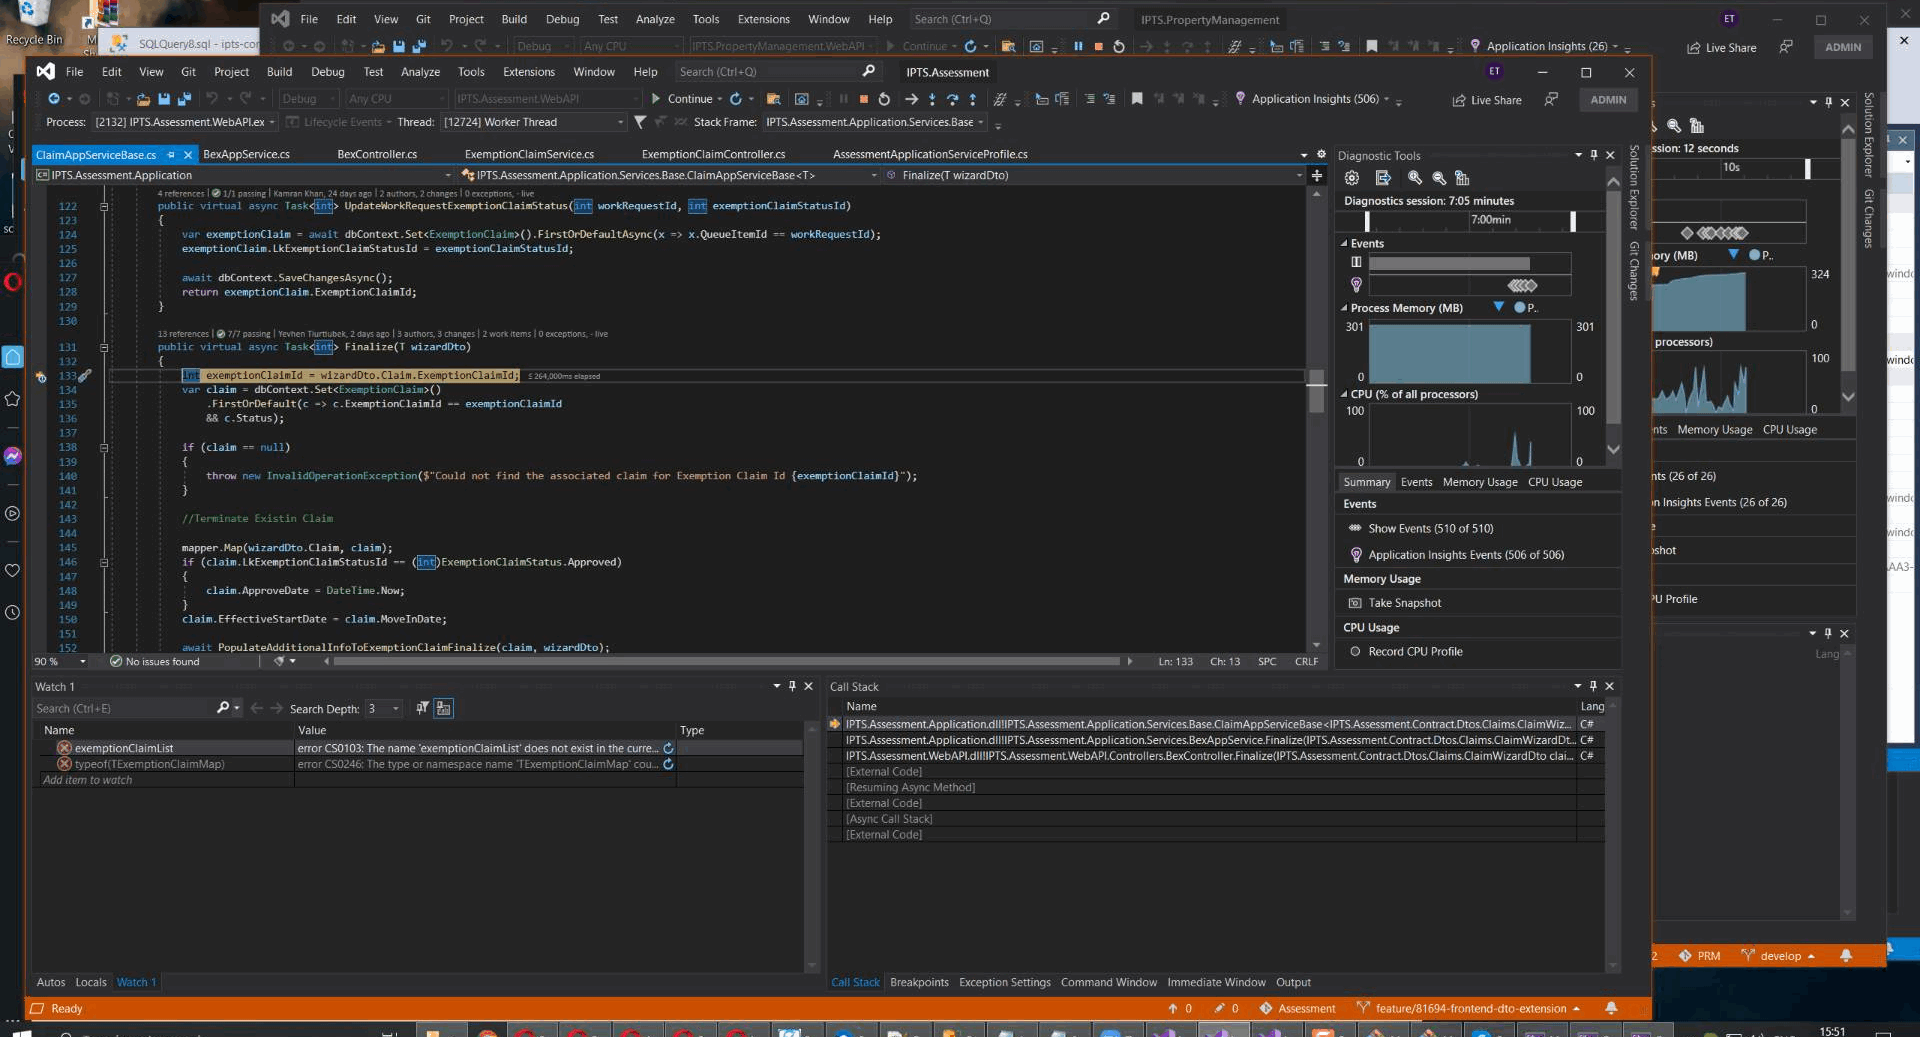 File Edit View Git Project Build Debug Test Analyze Tools Extensions Window Help Search (Ctrl+Q) IPTS.PropertyManagement ET
Recycle Bin
SQLQuery8.sql - ipts-cor
Debug Any CPU IPTS.PropertyManagement.WebAPI Continue Application Insights (26) Live Share ADMIN
File Edit View Git Project Build Debug Test Analyze Tools Extensions Window Help Search (Ctrl+Q) IPTS.Assessment ET
Debug Any CPU IPTS.Assessment.WebAPI Continue Application Insights (506) Live Share ADMIN
Process: [2132] IPTS.Assessment.WebAPI.ex Lifecycle Events Thread: [12724] Worker Thread Stack Frame: IPTS.Assessment.Application.Services.Base
ClaimAppServiceBase.cs BexAppService.cs BexController.cs ExemptionClaimService.cs ExemptionClaimController.cs AssessmentApplicationServiceProfile.cs
IPTS.Assessment.Application IPTS.Assessment.Application.Services.Base.ClaimAppServiceBase<T> Finalize(T wizardDto)
4 references | 1/1 passing | Kamran Khan, 24 days ago | 2 authors, 2 changes | 0 exceptions, - live
122 public virtual async Task<int> UpdateWorkRequestExemptionClaimStatus(int workRequestId, int exemptionClaimStatusId)
123 {
124 var exemptionClaim = await dbContext.Set<ExemptionClaim>().FirstOrDefaultAsync(x => x.QueueItemId == workRequestId);
125 exemptionClaim.LkExemptionClaimStatusId = exemptionClaimStatusId;
126
127 await dbContext.SaveChangesAsync();
128 return exemptionClaim.ExemptionClaimId;
129 }
130
13 references | 7/7 passing | Yevhen Tiurtiubek, 2 days ago | 3 authors, 3 changes | 2 work items | 0 exceptions, - live
131 public virtual async Task<int> Finalize(T wizardDto)
132 {
133 int exemptionClaimId = wizardDto.Claim.ExemptionClaimId; ≤ 264,000ms elapsed
134 var claim = dbContext.Set<ExemptionClaim>()
135 .FirstOrDefault(c => c.ExemptionClaimId == exemptionClaimId
136 && c.Status);
137
138 if (claim == null)
139 {
140 throw new InvalidOperationException($"Could not find the associated claim for Exemption Claim Id {exemptionClaimId}");
141 }
142
143 //Terminate Existin Claim
144
145 mapper.Map(wizardDto.Claim, claim);
146 if (claim.LkExemptionClaimStatusId == (int)ExemptionClaimStatus.Approved)
147 {
148 claim.ApproveDate = DateTime.Now;
149 }
150 claim.EffectiveStartDate = claim.MoveInDate;
151
152 await PopulateAdditionalInfoToExemptionClaimFinalize(claim, wizardDto);
90 % No issues found Ln: 133 Ch: 13 SPC CRLF
Diagnostic Tools
Diagnostics session: 7:05 minutes
7:00min
Events
Process Memory (MB) P..
301 301
0 0
CPU (% of all processors)
100 100
0 0
Summary Events Memory Usage CPU Usage
Events
Show Events (510 of 510)
Application Insights Events (506 of 506)
Memory Usage
Take Snapshot
CPU Usage
Record CPU Profile
Solution Explorer
Git Changes
ssion: 12 seconds
10s
ory (MB) P..
324
0
processors)
100
0
nts Memory Usage CPU Usage
nts (26 of 26)
n Insights Events (26 of 26)
shot
PU Profile
Lang
Solution Explorer
Git Changes
Watch 1
Search (Ctrl+E) Search Depth: 3
Name Value Type
exemptionClaimList error CS0103: The name 'exemptionClaimList' does not exist in the curre...
typeof(TExemptionClaimMap) error CS0246: The type or namespace name 'TExemptionClaimMap' cou...
Add item to watch
Autos Locals Watch 1
Call Stack
Name Lang
IPTS.Assessment.Application.dll!IPTS.Assessment.Application.Services.Base.ClaimAppServiceBase<IPTS.Assessment.Contract.Dtos.Claims.ClaimWiz... C#
IPTS.Assessment.Application.dll!IPTS.Assessment.Application.Services.BexAppService.Finalize(IPTS.Assessment.Contract.Dtos.Claims.ClaimWizardDt... C#
IPTS.Assessment.WebAPI.dll!IPTS.Assessment.WebAPI.Controllers.BexController.Finalize(IPTS.Assessment.Contract.Dtos.Claims.ClaimWizardDto clai... C#
[External Code]
[Resuming Async Method]
[External Code]
[Async Call Stack]
[External Code]
Call Stack Breakpoints Exception Settings Command Window Immediate Window Output
PRM develop
Ready 0 0 Assessment feature/81694-frontend-dto-extension
15:51